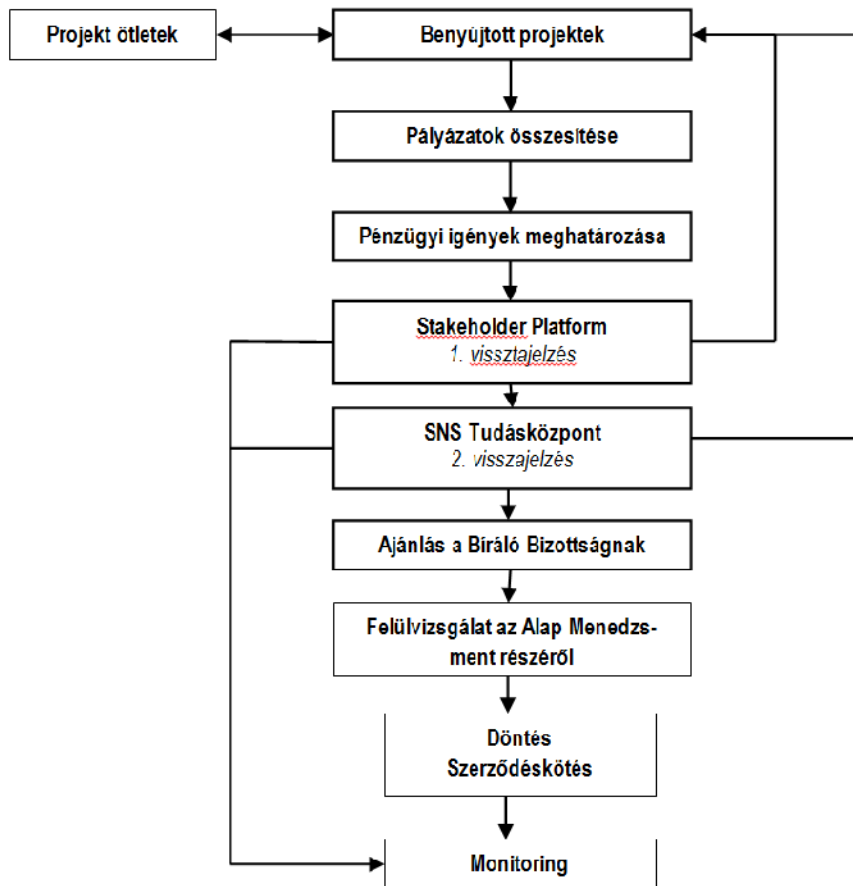 Projekt ötletek
Benyújtott projektek
Pályázatok összesítése
Pénzügyi igények meghatározása
Stakeholder Platform
1. vissztajelzés
SNS Tudásközpont
2. visszajelzés
Ajánlás a Bíráló Bizottságnak
Felülvizsgálat az Alap Menedzs-
ment részéről
Döntés
Szerződéskötés
Monitoring